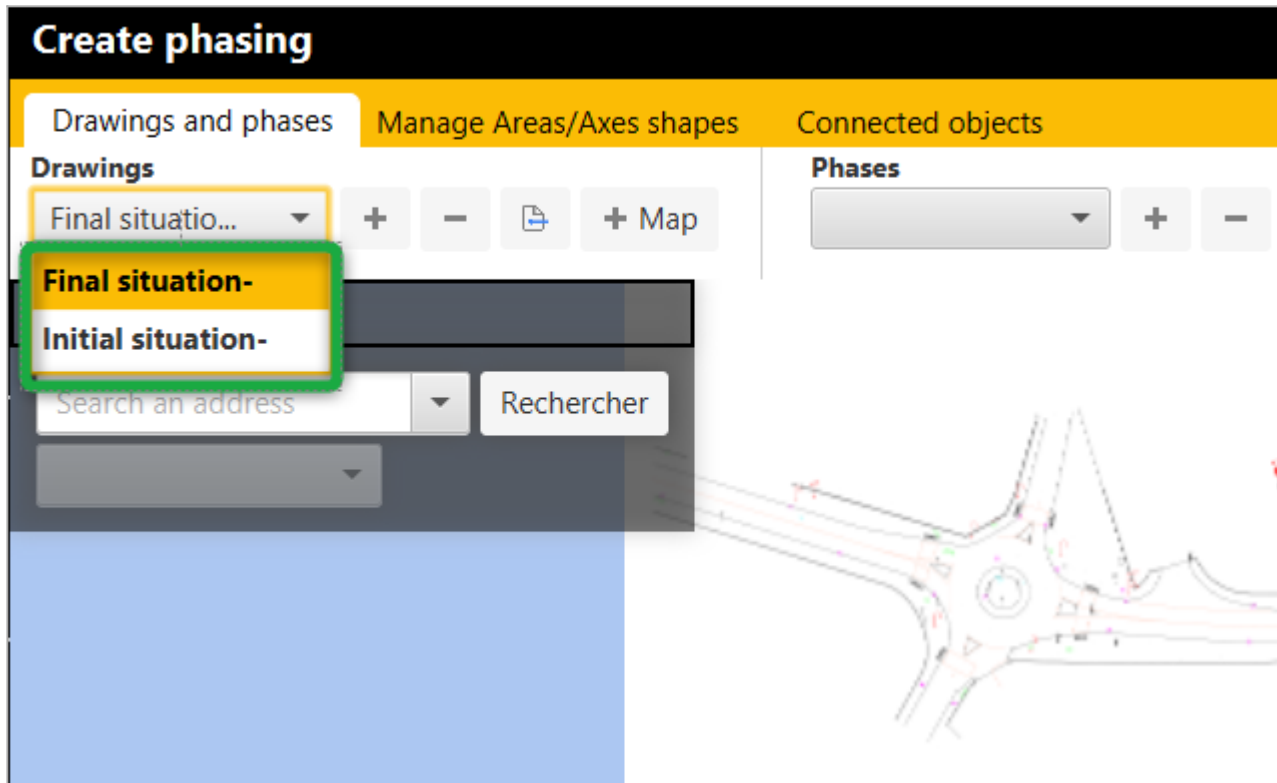 Create phasing
Drawings and phases Manage Areas/Axes shapes Connected objects
Drawings Phases
Final situatio... + − + Map + −
Final situation-
Initial situation-
Search an address Rechercher